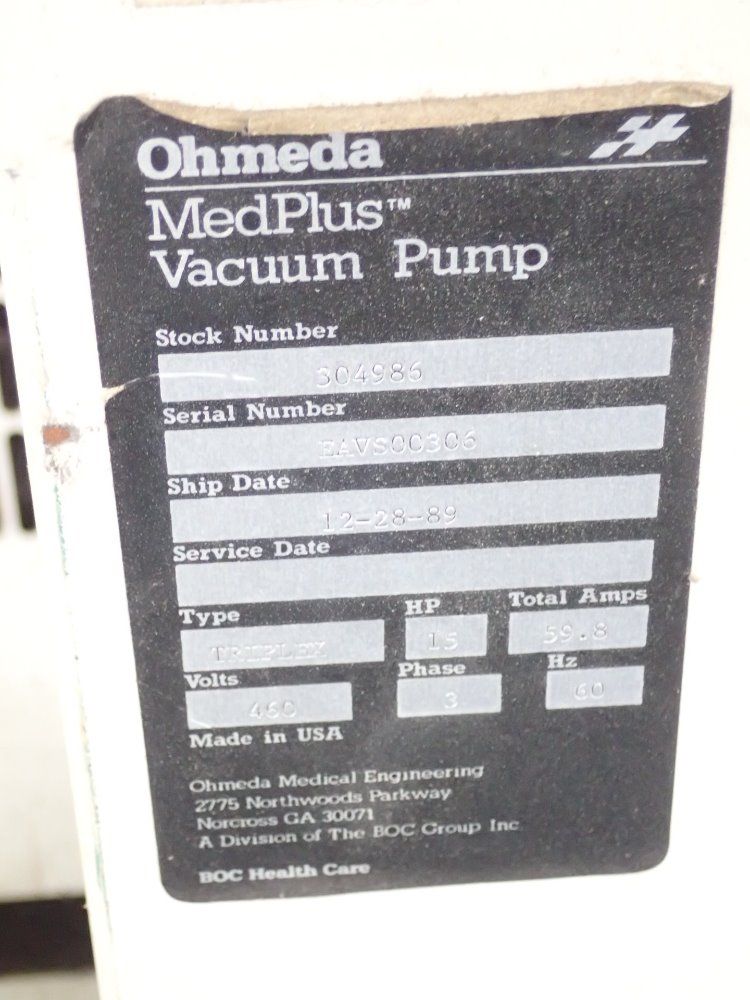 Ohmeda
MedPlus™
Vacuum Pump
Stock Number
304986
Serial Number
EAVS00306
Ship Date
12-28-89
Service Date
Type HP Total Amps
TRIPLEX 15 59.8
Volts Phase Hz
460 3 60
Made in USA
Ohmeda Medical Engineering
2775 Northwoods Parkway
Norcross GA 30071
A Division of The BOC Group Inc
BOC Health Care